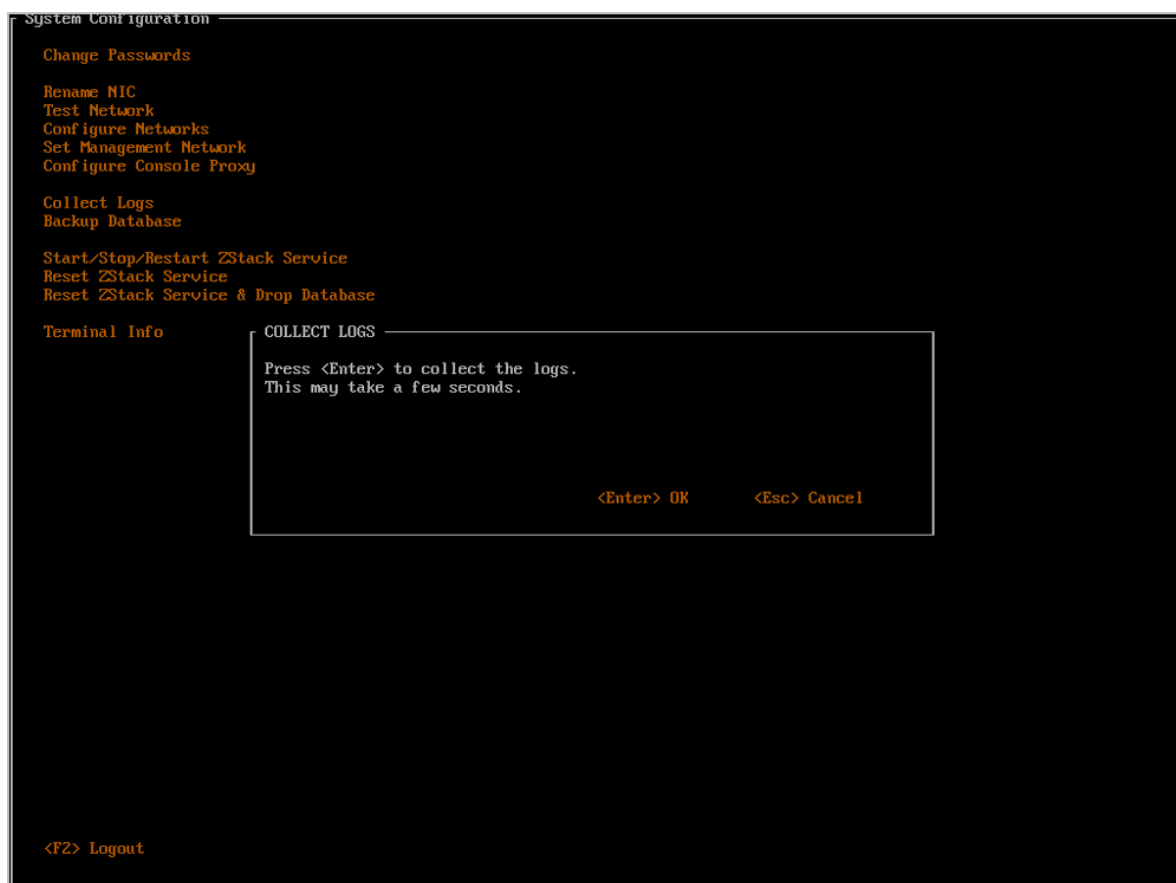 System Configuration
Change Passwords
Rename NIC
Test Network
Configure Networks
Set Management Network
Configure Console Proxy
Collect Logs
Backup Database
Start/Stop/Restart ZStack Service
Reset ZStack Service
Reset ZStack Service & Drop Database
Terminal Info
COLLECT LOGS
Press <Enter> to collect the logs.
This may take a few seconds.
<Enter> OK <Esc> Cancel
<F2> Logout